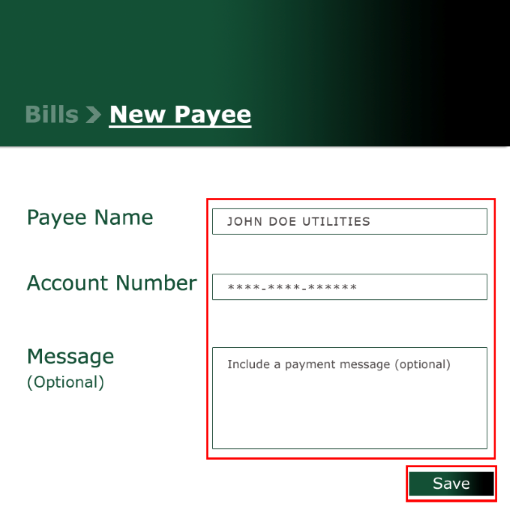 Bills > New Payee
Payee Name
JOHN DOE UTILITIES
Account Number
****-****-******
Message
(Optional)
Include a payment message (optional)
Save